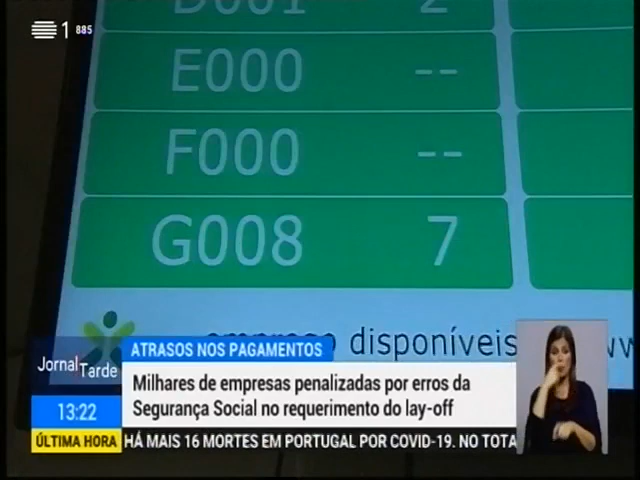 1 885
D001 2
E000 --
F000 --
G008 7
disponíveis
Jornal
Tarde
ATRASOS NOS PAGAMENTOS
Milhares de empresas penalizadas por erros da
Segurança Social no requerimento do lay-off
13:22
ÚLTIMA HORA
HÁ MAIS 16 MORTES EM PORTUGAL POR COVID-19. NO TOTA